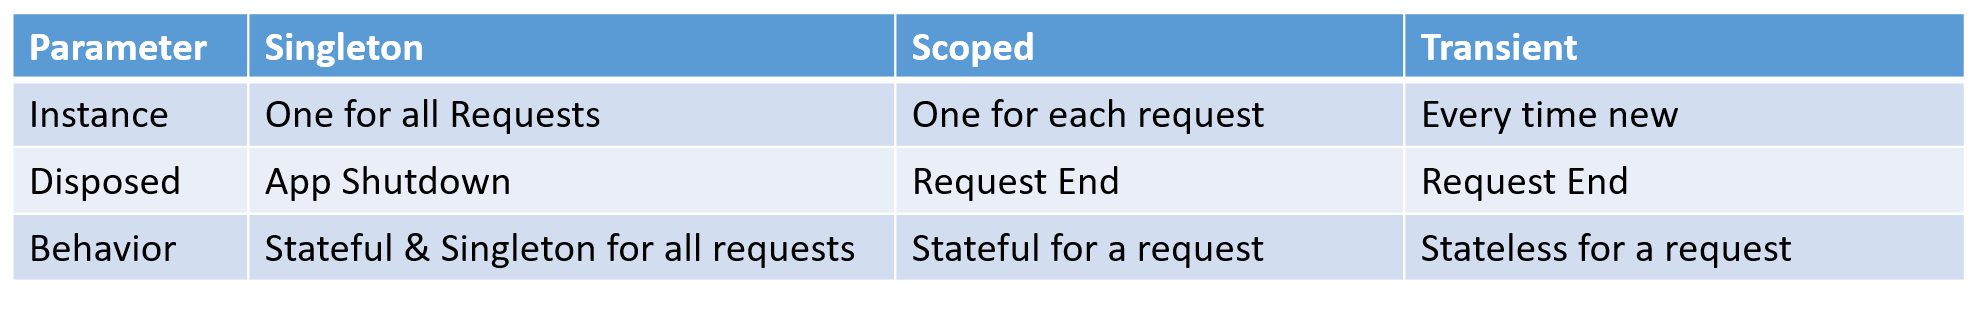 Parameter Singleton Scoped Transient
Instance One for all Requests One for each request Every time new
Disposed App Shutdown Request End Request End
Behavior Stateful & Singleton for all requests Stateful for a request Stateless for a request